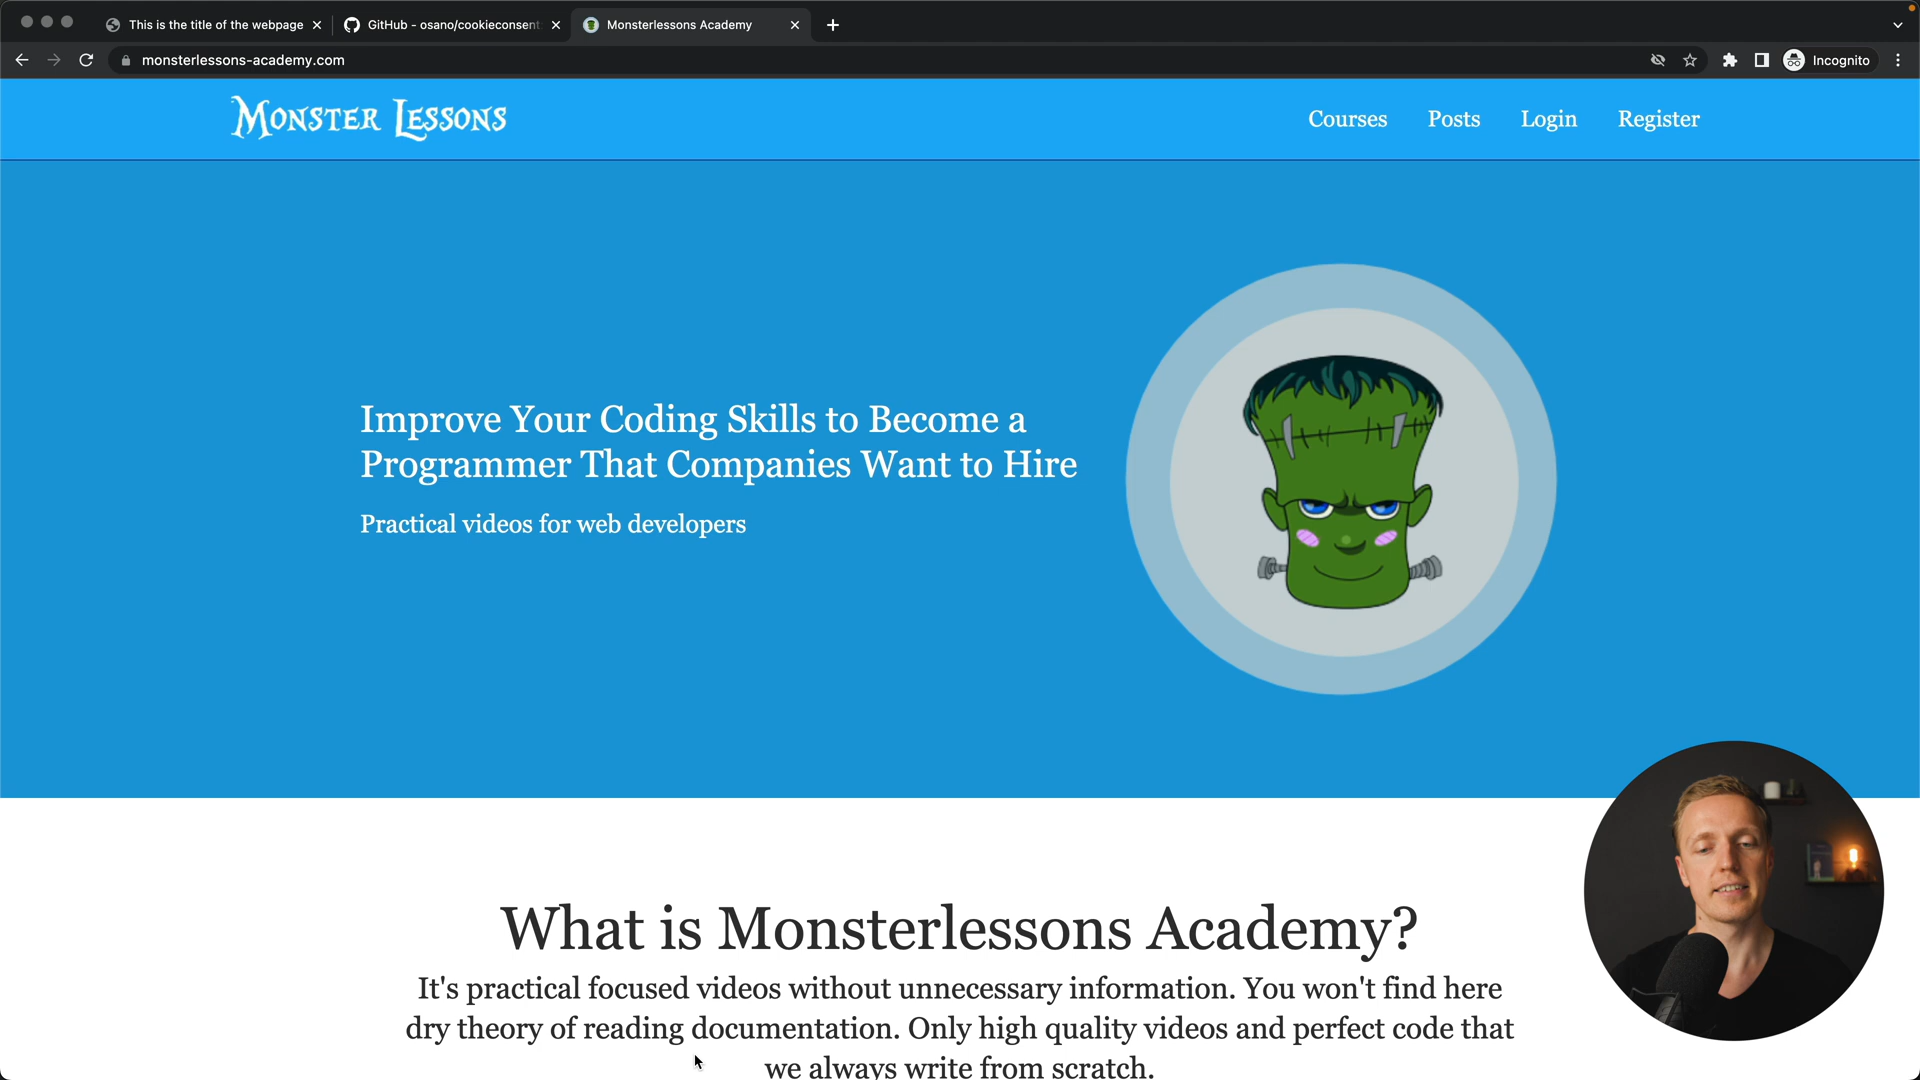 This is the title of the webpage
GitHub - osano/cookieconsent
Monsterlessons Academy
monsterlessons-academy.com
Incognito
Monster Lessons
Courses
Posts
Login
Register
Improve Your Coding Skills to Become a
Programmer That Companies Want to Hire
Practical videos for web developers
What is Monsterlessons Academy?
It's practical focused videos without unnecessary information. You won't find here
dry theory of reading documentation. Only high quality videos and perfect code that
we always write from scratch.